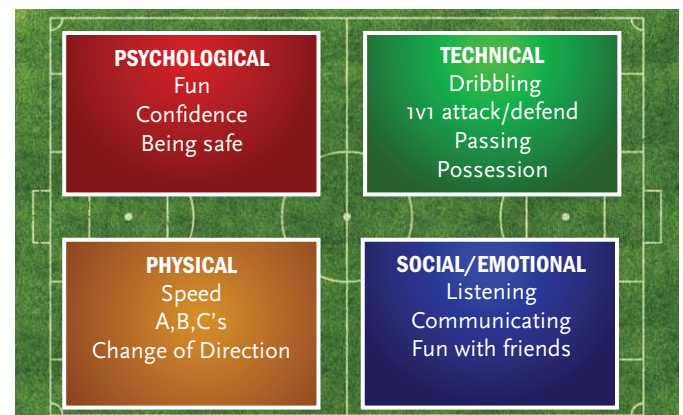 PSYCHOLOGICAL
Fun
Confidence
Being safe
TECHNICAL
Dribbling
1v1 attack/defend
Passing
Possession
PHYSICAL
Speed
A,B,C's
Change of Direction
SOCIAL/EMOTIONAL
Listening
Communicating
Fun with friends